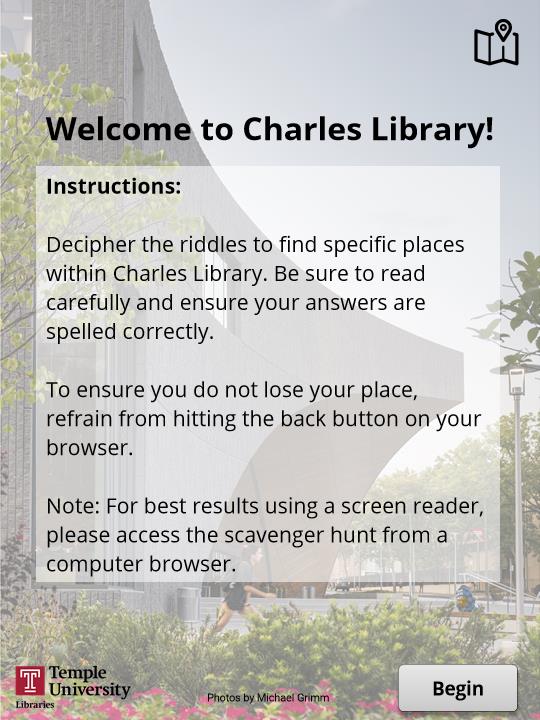 Welcome to Charles Library!
Instructions:
Decipher the riddles to find specific places
within Charles Library. Be sure to read
carefully and ensure your answers are
spelled correctly.
To ensure you do not lose your place,
refrain from hitting the back button on your
browser.
Note: For best results using a screen reader,
please access the scavenger hunt from a
computer browser.
Temple
University
Libraries
Photos by Michael Grimm
Begin